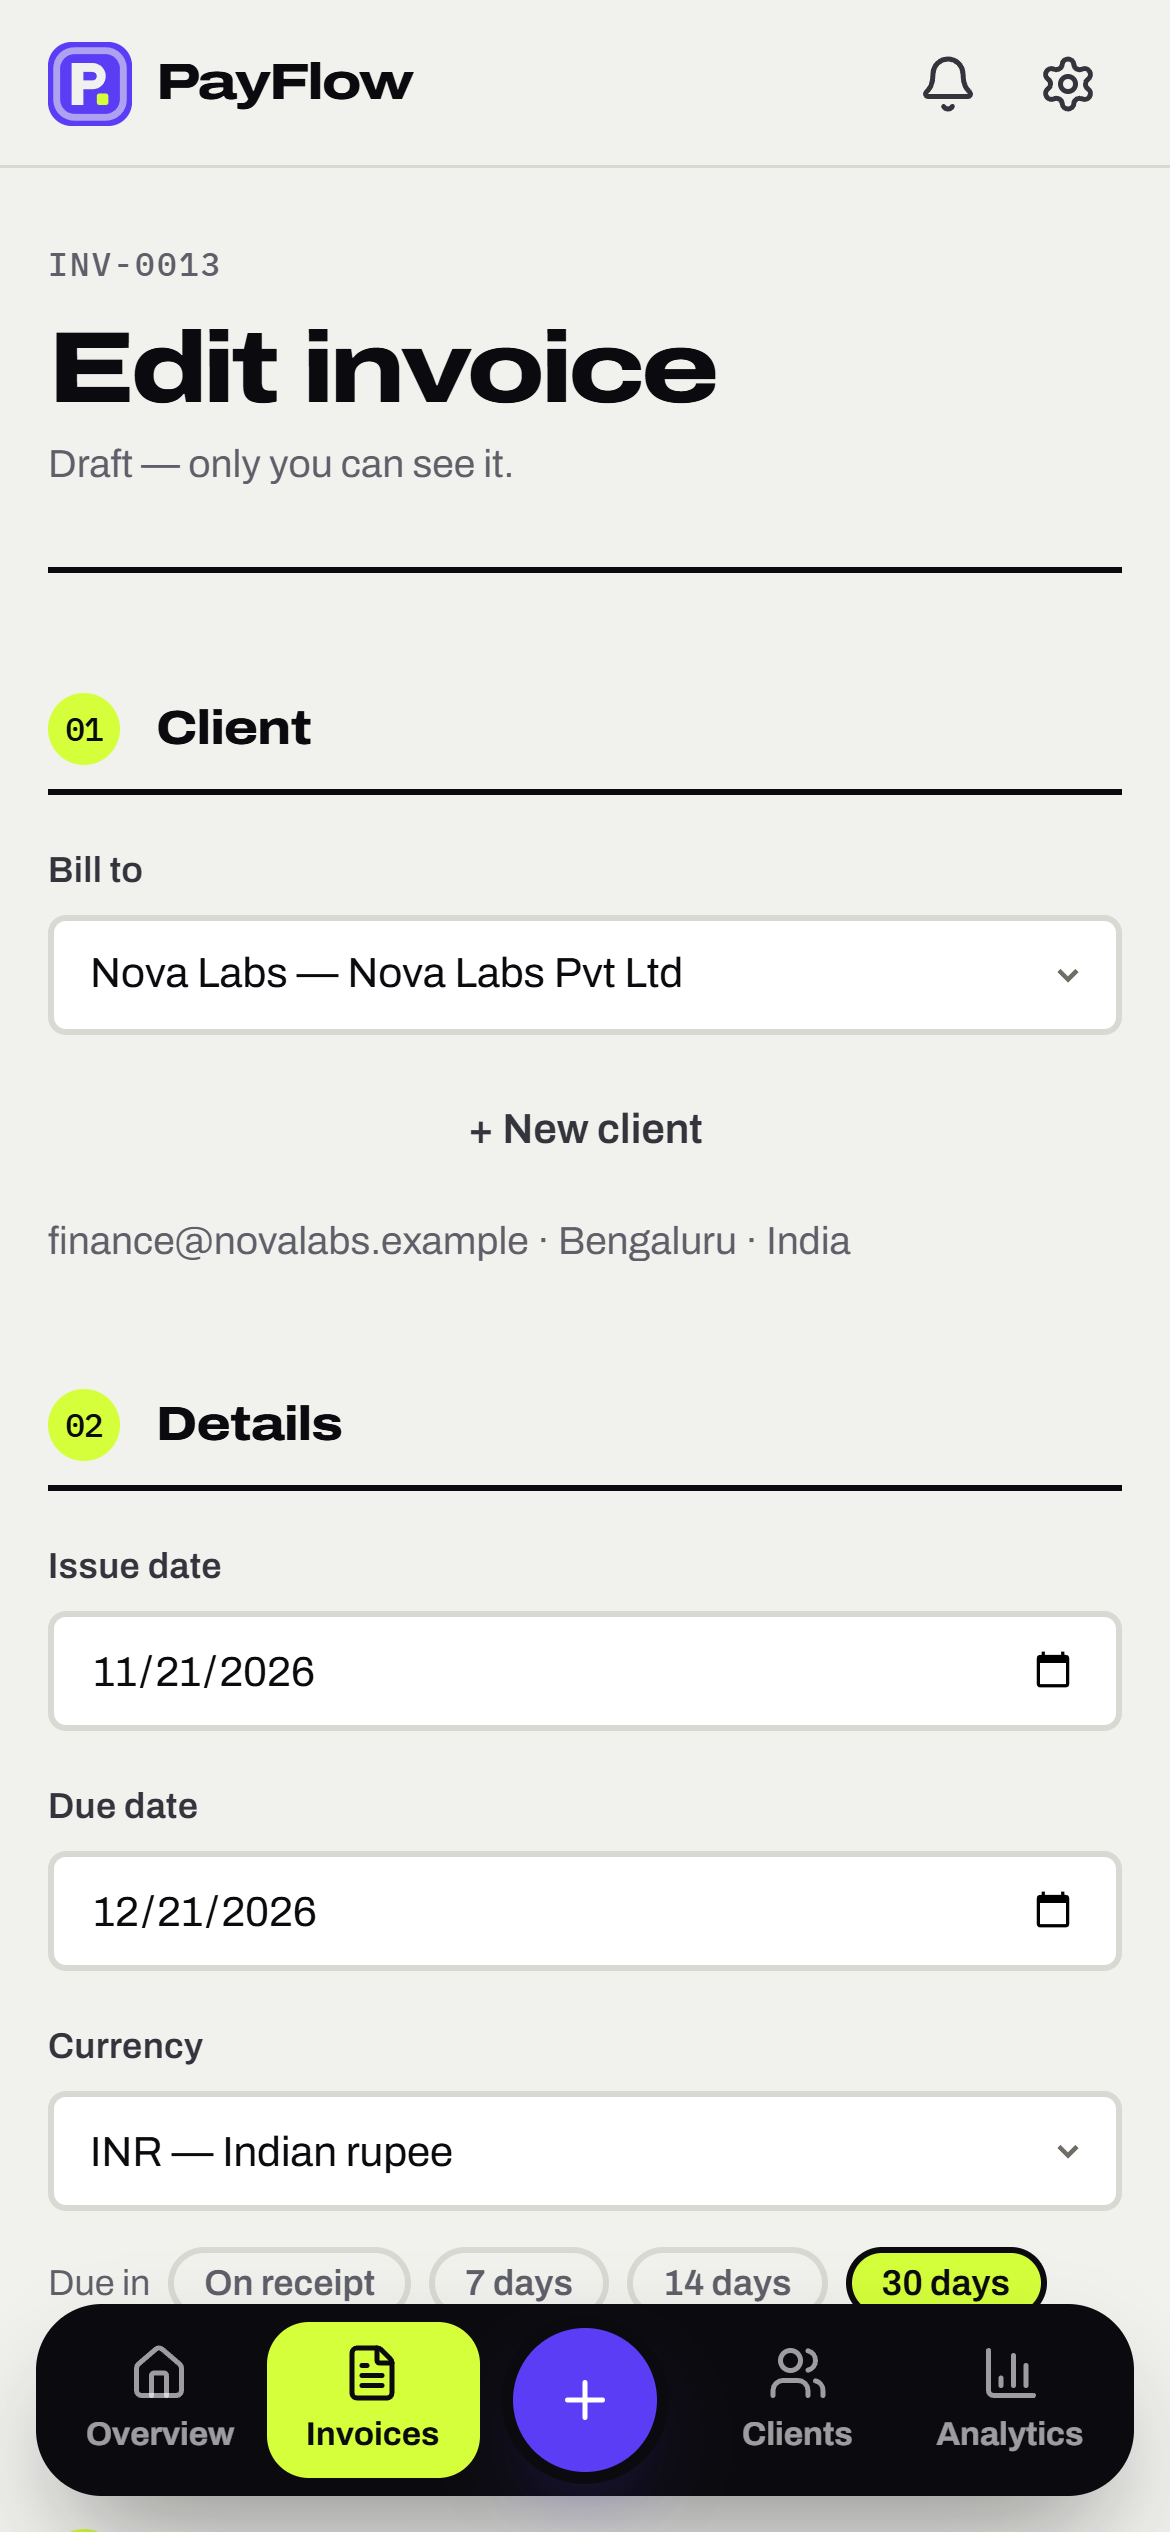 PayFlow
INV-0013
Edit invoice
Draft — only you can see it.
01 Client
Bill to
Nova Labs — Nova Labs Pvt Ltd
+ New client
finance@novalabs.example · Bengaluru · India
02 Details
Issue date
11/21/2026
Due date
12/21/2026
Currency
INR — Indian rupee
Due in On receipt 7 days 14 days 30 days
Overview Invoices Clients Analytics